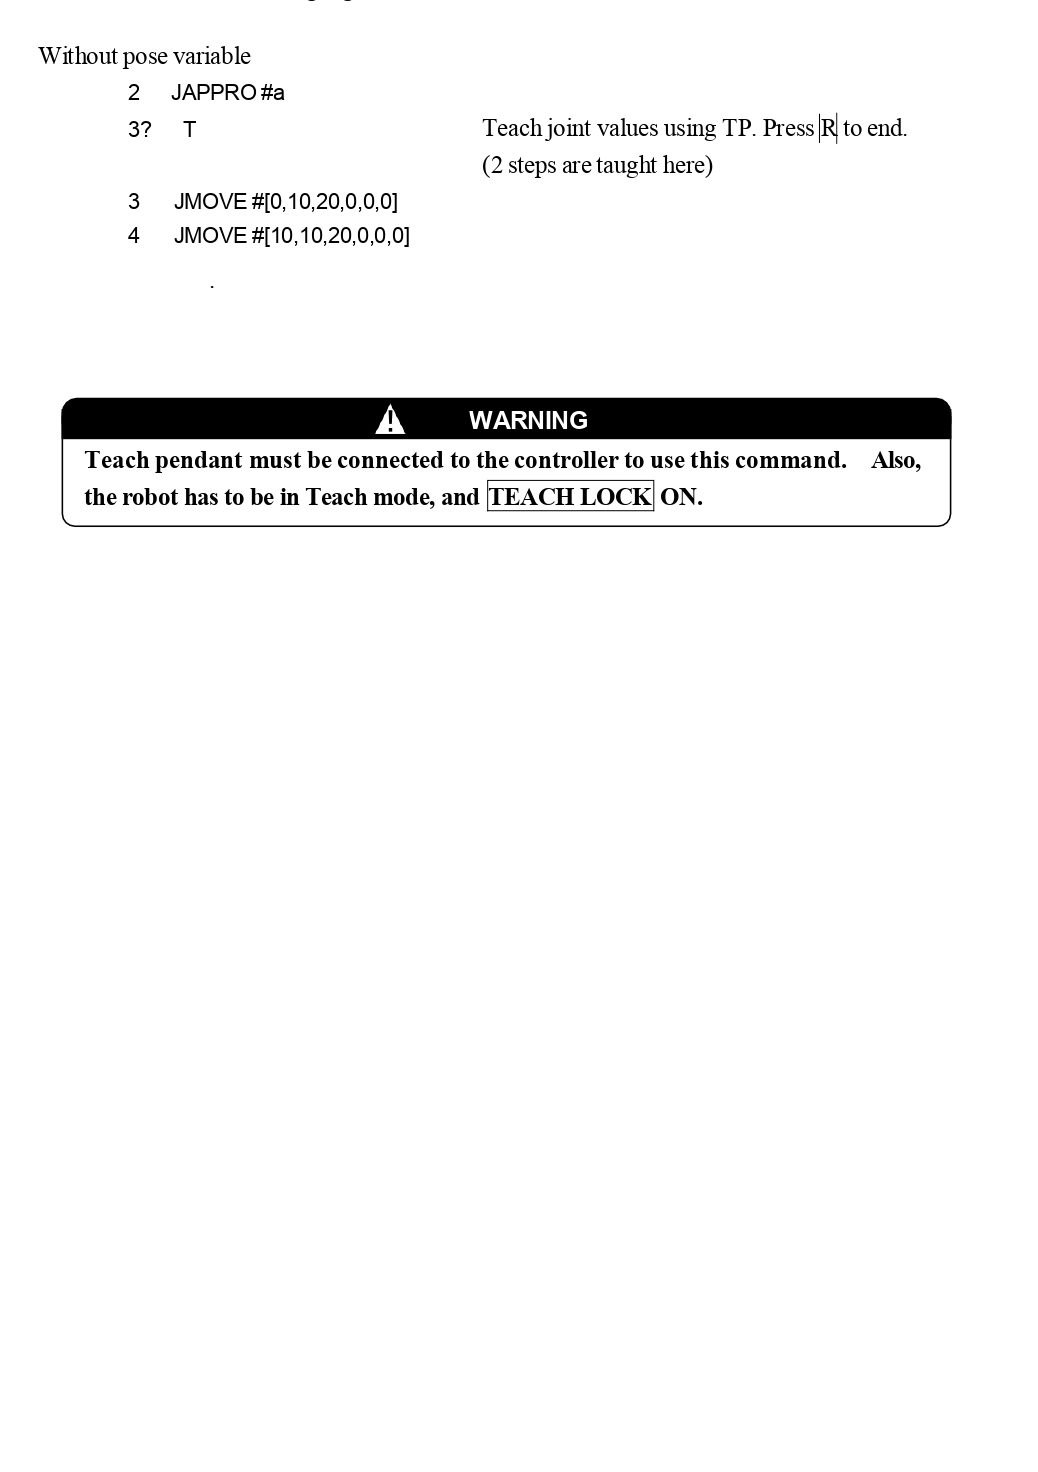 Without pose variable
2 JAPPRO #a
3? T Teach joint values using TP. Press R to end.
(2 steps are taught here)
3 JMOVE #[0,10,20,0,0,0]
4 JMOVE #[10,10,20,0,0,0]
.
WARNING
Teach pendant must be connected to the controller to use this command. Also,
the robot has to be in Teach mode, and TEACH LOCK ON.